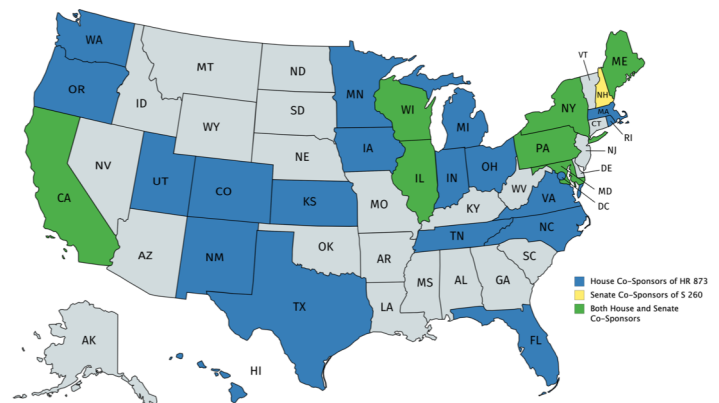 WA
OR
CA
ID
NV
MT
WY
UT
AZ
CO
NM
ND
SD
NE
KS
OK
TX
MN
IA
MO
AR
LA
WI
IL
MI
IN
OH
KY
TN
MS
AL
GA
FL
SC
NC
VA
WV
PA
NY
VT
NH
ME
MA
CT
RI
NJ
DE
MD
DC
AK
HI
House Co-Sponsors of HR 873
Senate Co-Sponsors of S 260
Both House and Senate
Co-Sponsors